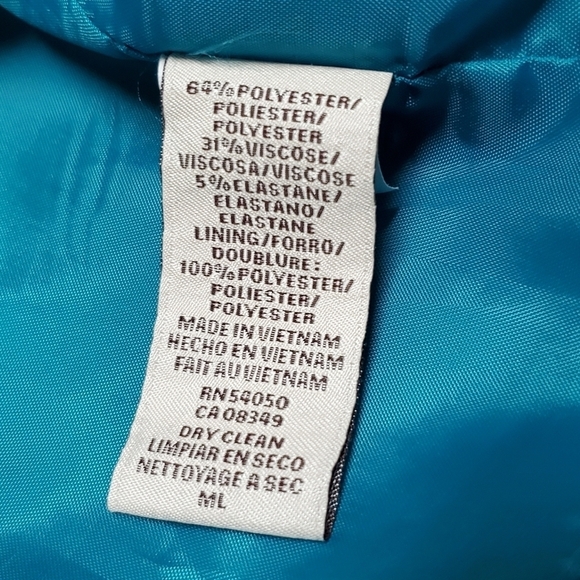 64% POLYESTER/
POLIESTER/
POLYESTER
31% VISCOSE/
VISCOSA/VISCOSE
5% ELASTANE/
ELASTANO/
ELASTANE
LINING/FORRO/
DOUBLURE:
100% POLYESTER/
POLIESTER/
POLYESTER
MADE IN VIETNAM
HECHO EN VIETNAM
FAIT AU VIETNAM
RN54050
CA 08349
DRY CLEAN
LIMPIAR EN SECO
NETTOYAGE A SEC
ML